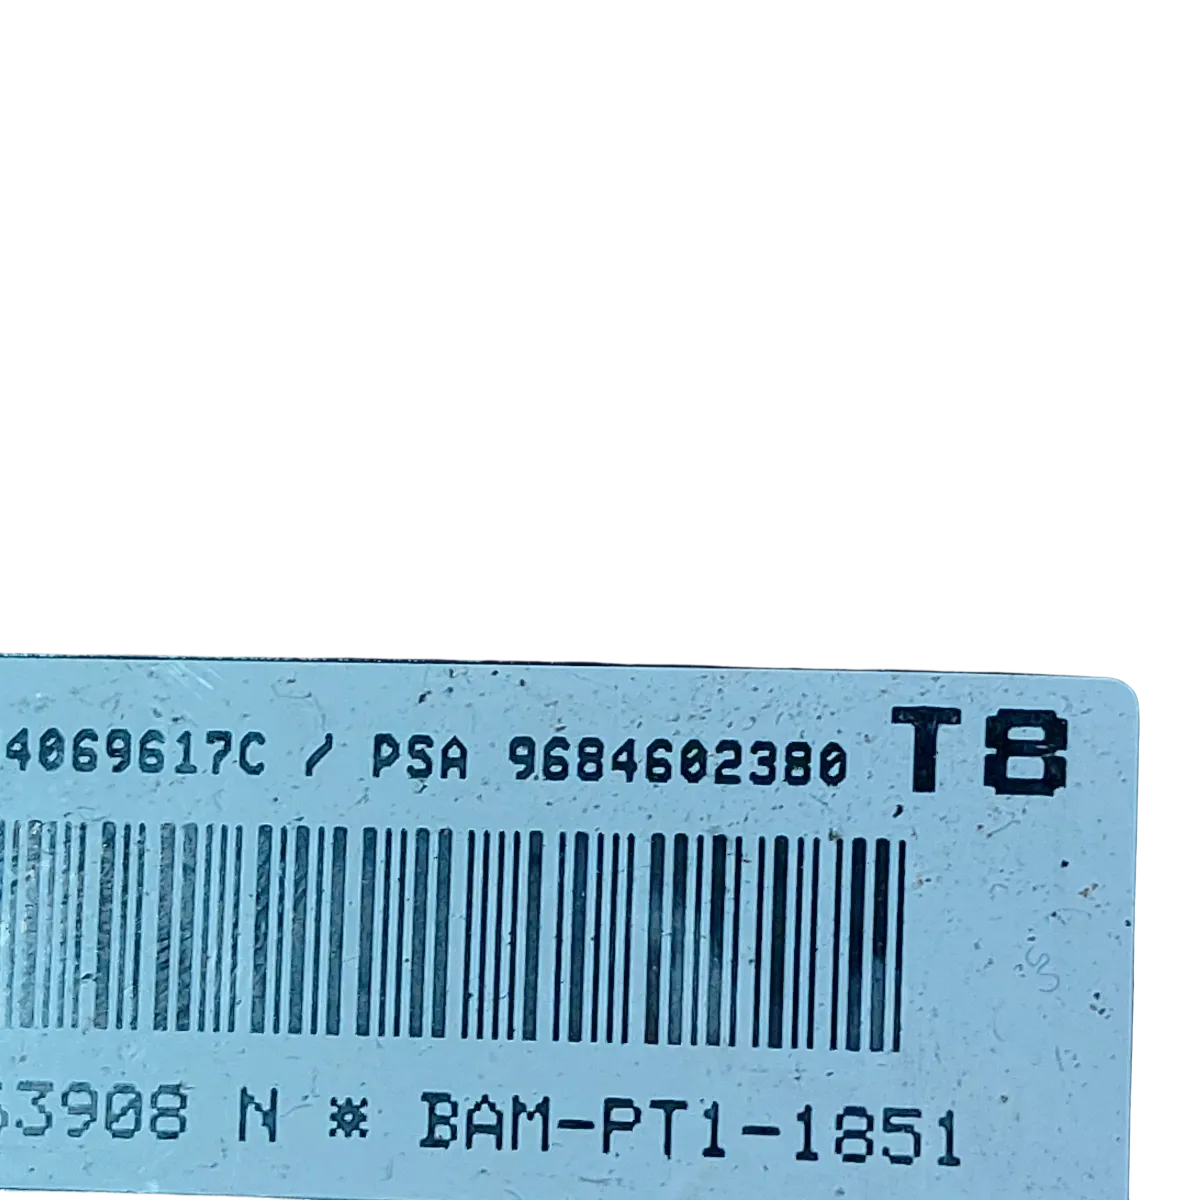 4069617C / PSA 9684602380 T8
53908 N ※ BAM-PT1-1851